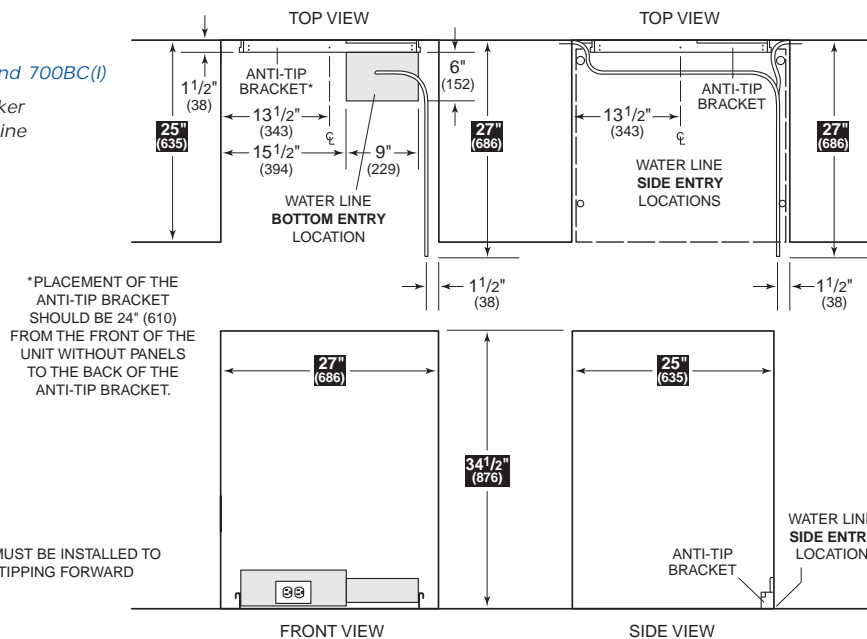 TOP VIEW
TOP VIEW
nd 700BC(I)
ker
ine
1 1/2"
(38)
ANTI-TIP
BRACKET*
6"
(152)
ANTI-TIP
BRACKET
25"
(635)
13 1/2"
(343)
℄
15 1/2"
(394)
9"
(229)
27"
(686)
13 1/2"
(343)
℄
27"
(686)
WATER LINE
BOTTOM ENTRY
LOCATION
WATER LINE
SIDE ENTRY
LOCATIONS
1 1/2"
(38)
1 1/2"
(38)
*PLACEMENT OF THE
ANTI-TIP BRACKET
SHOULD BE 24" (610)
FROM THE FRONT OF THE
UNIT WITHOUT PANELS
TO THE BACK OF THE
ANTI-TIP BRACKET.
27"
(686)
25"
(635)
34 1/2"
(876)
MUST BE INSTALLED TO
TIPPING FORWARD
ANTI-TIP
BRACKET
WATER LINE
SIDE ENTRY
LOCATION
FRONT VIEW
SIDE VIEW